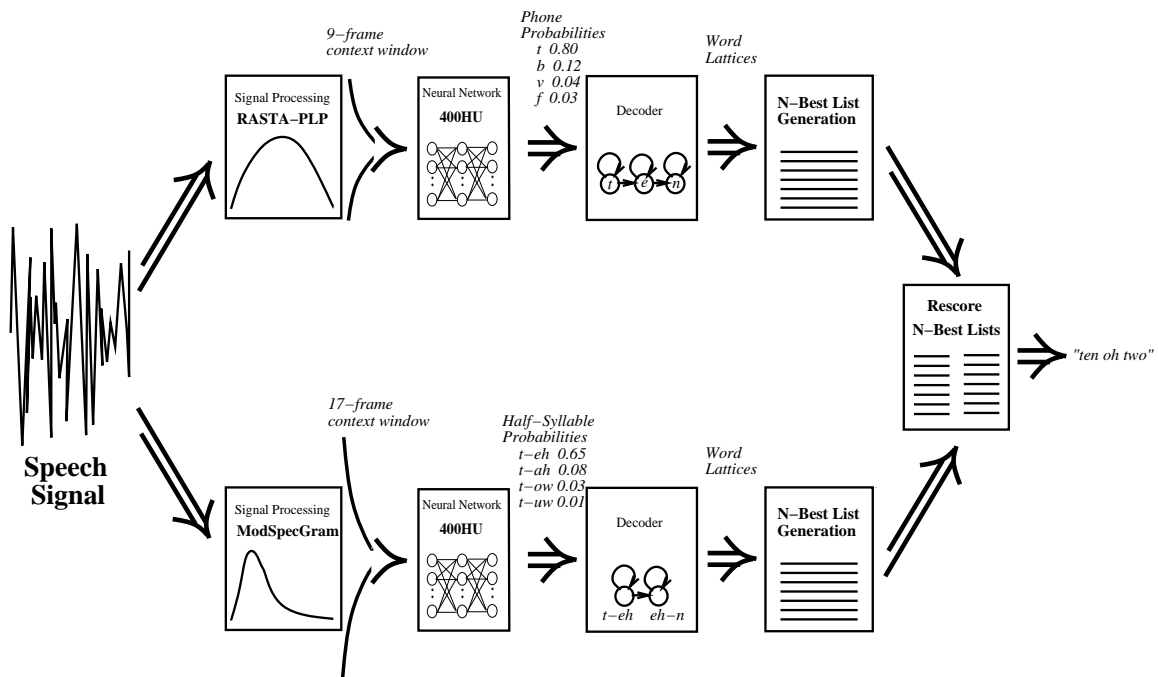 9−frame
context window
Phone
Probabilities
t 0.80
b 0.12
v 0.04
f 0.03
Word
Lattices
Signal Processing
RASTA−PLP
Neural Network
400HU
Decoder
t e n
N−Best List
Generation
Speech
Signal
Rescore
N−Best Lists
"ten oh two"
17−frame
context window
Half−Syllable
Probabilities
t−eh 0.65
t−ah 0.08
t−ow 0.03
t−uw 0.01
Word
Lattices
Signal Processing
ModSpecGram
Neural Network
400HU
Decoder
t−eh eh−n
N−Best List
Generation